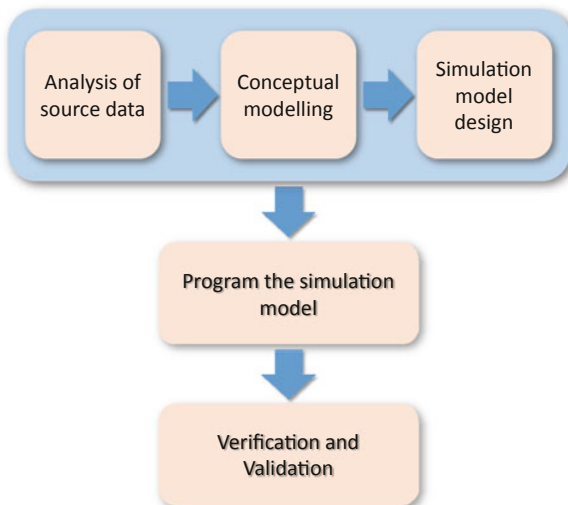 Analysis of
source data
Conceptual
modelling
Simulation
model
design
Program the simulation
model
Verification and
Validation